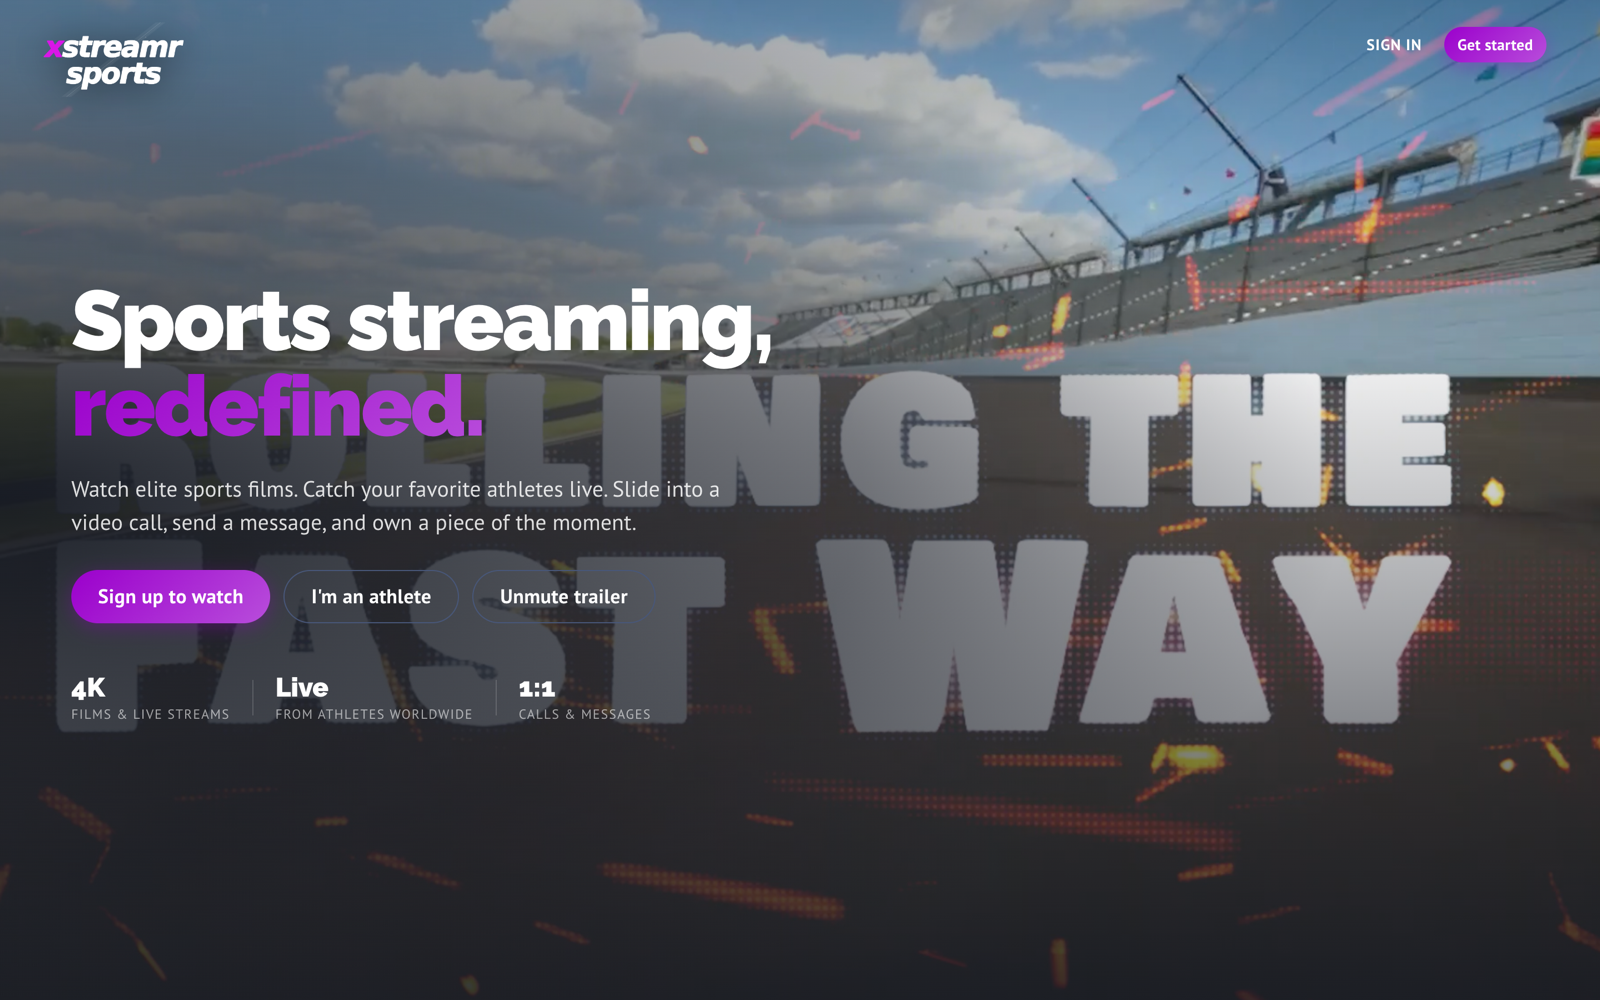 xstreamr
sports
SIGN IN
Get started
Sports streaming,
redefined.
ROLLING THE
FAST WAY
Watch elite sports films. Catch your favorite athletes live. Slide into a
video call, send a message, and own a piece of the moment.
Sign up to watch
I'm an athlete
Unmute trailer
4K
FILMS & LIVE STREAMS
Live
FROM ATHLETES WORLDWIDE
1:1
CALLS & MESSAGES